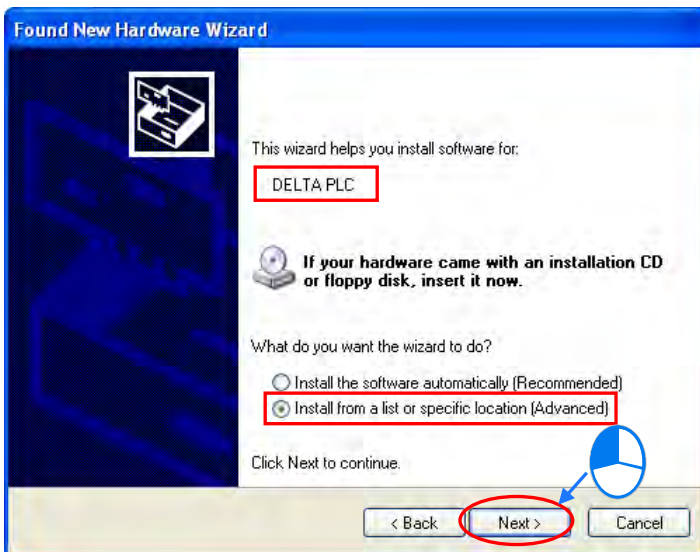 Found New Hardware Wizard
This wizard helps you install software for:
DELTA PLC
If your hardware came with an installation CD
or floppy disk, insert it now.
What do you want the wizard to do?
Install the software automatically (Recommended)
Install from a list or specific location (Advanced)
Click Next to continue.
< Back Next > Cancel